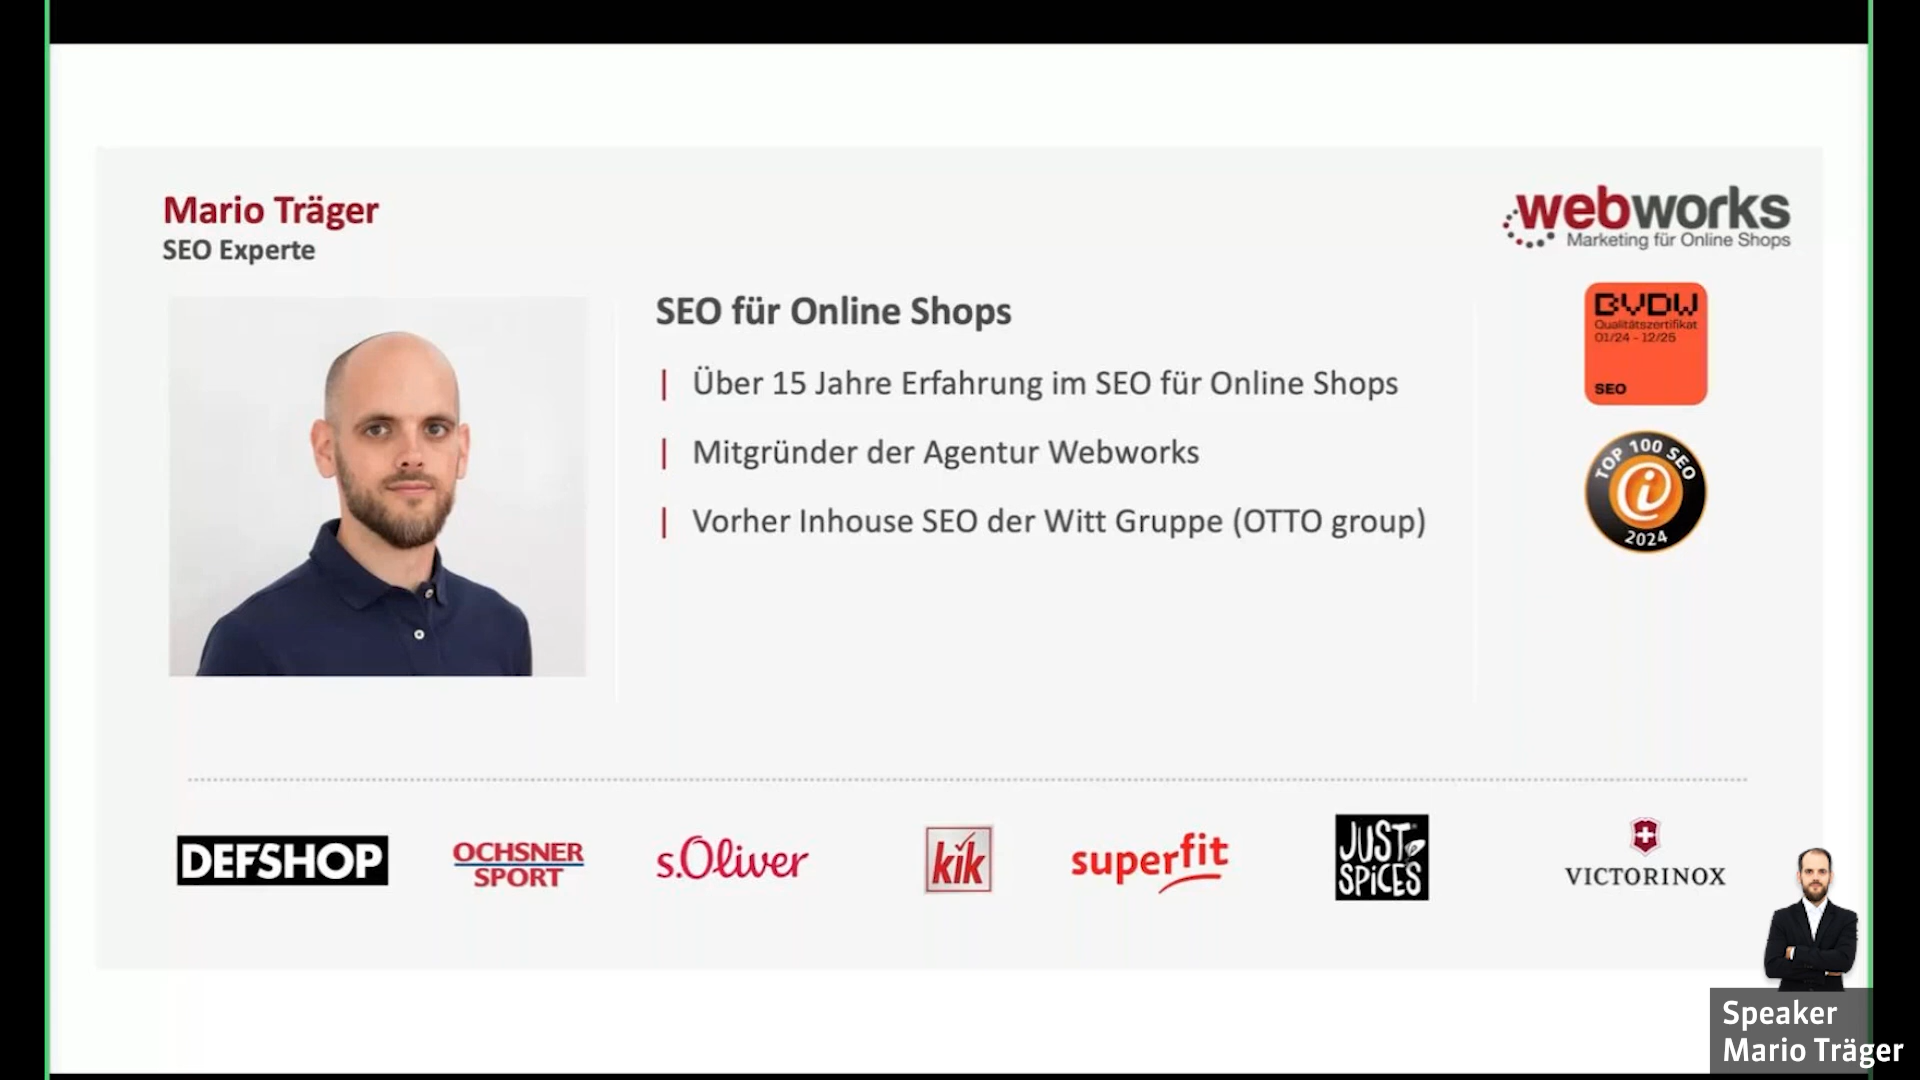 Mario Träger
SEO Experte
webworks
Marketing für Online Shops
SEO für Online Shops
Über 15 Jahre Erfahrung im SEO für Online Shops
Mitgründer der Agentur Webworks
Vorher Inhouse SEO der Witt Gruppe (OTTO group)
BVDW
Qualitätszertifikat
01/24 - 12/25
SEO
TOP 100 SEO
i
2024
DEFSHOP
OCHSNER
SPORT
s.Oliver
kik
superfit
JUST
SPiCES
VICTORINOX
Speaker
Mario Träger